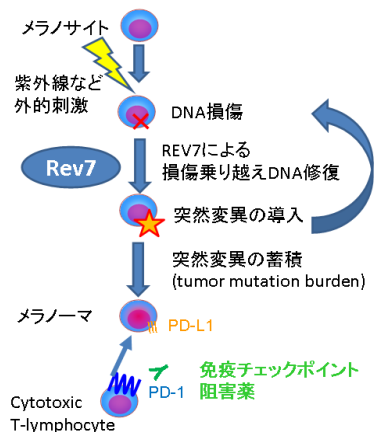 メラノサイト
紫外線など
外的刺激
DNA損傷
Rev7
REV7による
損傷乗り越えDNA修復
突然変異の導入
突然変異の蓄積
(tumor mutation burden)
メラノーマ
PD-L1
免疫チェックポイント
阻害薬
PD-1
Cytotoxic
T-lymphocyte